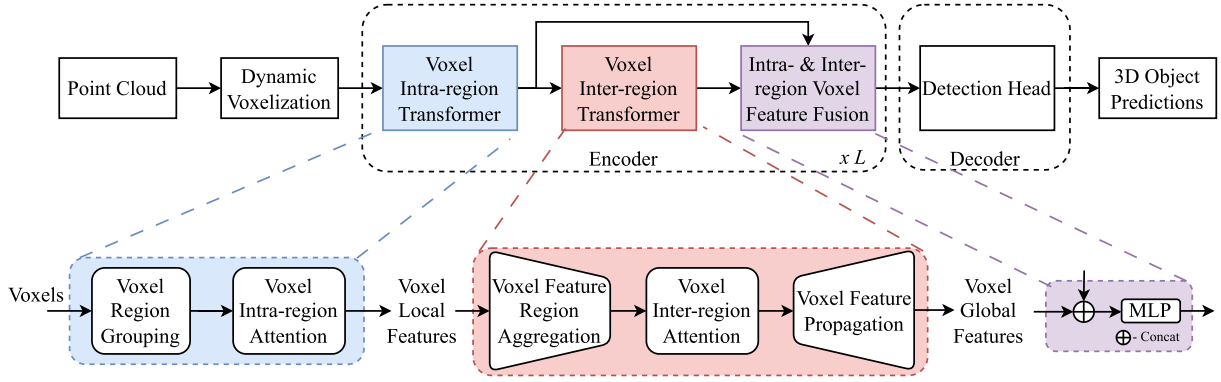 Point Cloud
Dynamic
Voxelization
Voxel
Intra-region
Transformer
Voxel
Inter-region
Transformer
Intra- & Inter-
region Voxel
Feature Fusion
Detection Head
3D Object
Predictions
Encoder
x L
Decoder
Voxels
Voxel
Region
Grouping
Voxel
Intra-region
Attention
Voxel
Local
Features
Voxel Feature
Region
Aggregation
Voxel
Inter-region
Attention
Voxel Feature
Propagation
Voxel
Global
Features
MLP
⊕- Concat